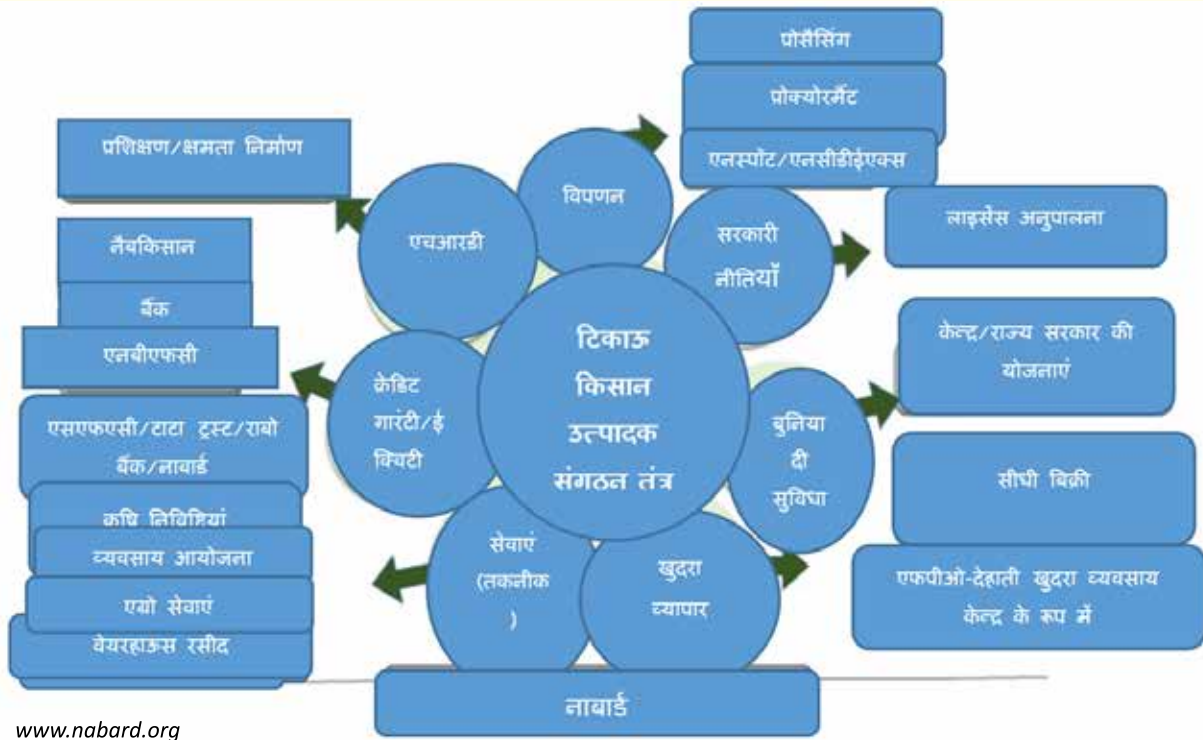 प्रोसैसिंग
प्रोक्योरमैंट
एनस्पॉट/एनसीडीईएक्स
प्रशिक्षण/क्षमता निर्माण
विपणन
एचआरडी
सरकारी
नीतियाँ
लाइसेंस अनुपालना
नैबकिसान
बैंक
एनबीएफसी
टिकाऊ
किसान
उत्पादक
संगठन तंत्र
केन्द्र/राज्य सरकार की
योजनाएं
क्रेडिट
गारंटी/ई
क्विटी
बुनिया
दी
सुविधा
एसएफएसी/टाटा ट्रस्ट/राबो
बैंक/नाबार्ड
सीधी बिक्री
कृषि निविष्टियां
व्यवसाय आयोजना
एग्रो सेवाएं
वेयरहाऊस रसीद
सेवाएं
(तकनीक
)
खुदरा
व्यापार
एफपीओ-देहाती खुदरा व्यवसाय
केन्द्र के रूप में
नाबार्ड
www.nabard.org